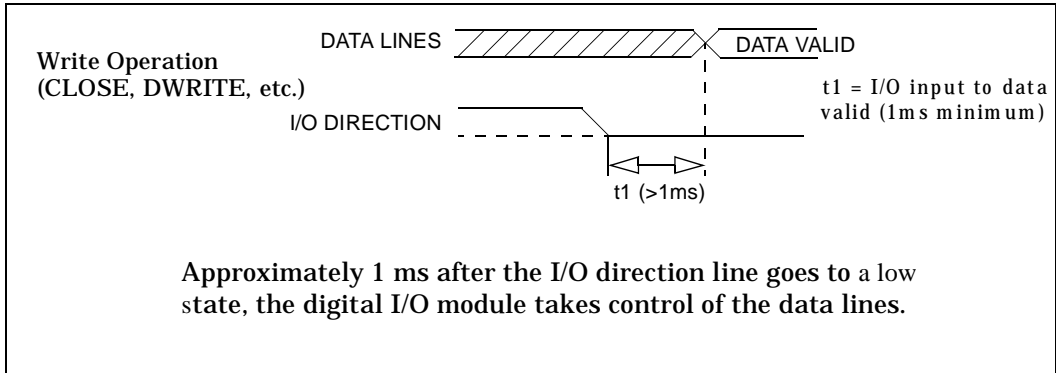 Write Operation
(CLOSE, DWRITE, etc.)
DATA LINES
DATA VALID
I/O DIRECTION
t1 = I/O input to data
valid (1ms minimum)
t1 (>1ms)
Approximately 1 ms after the I/O direction line goes to a low
state, the digital I/O module takes control of the data lines.